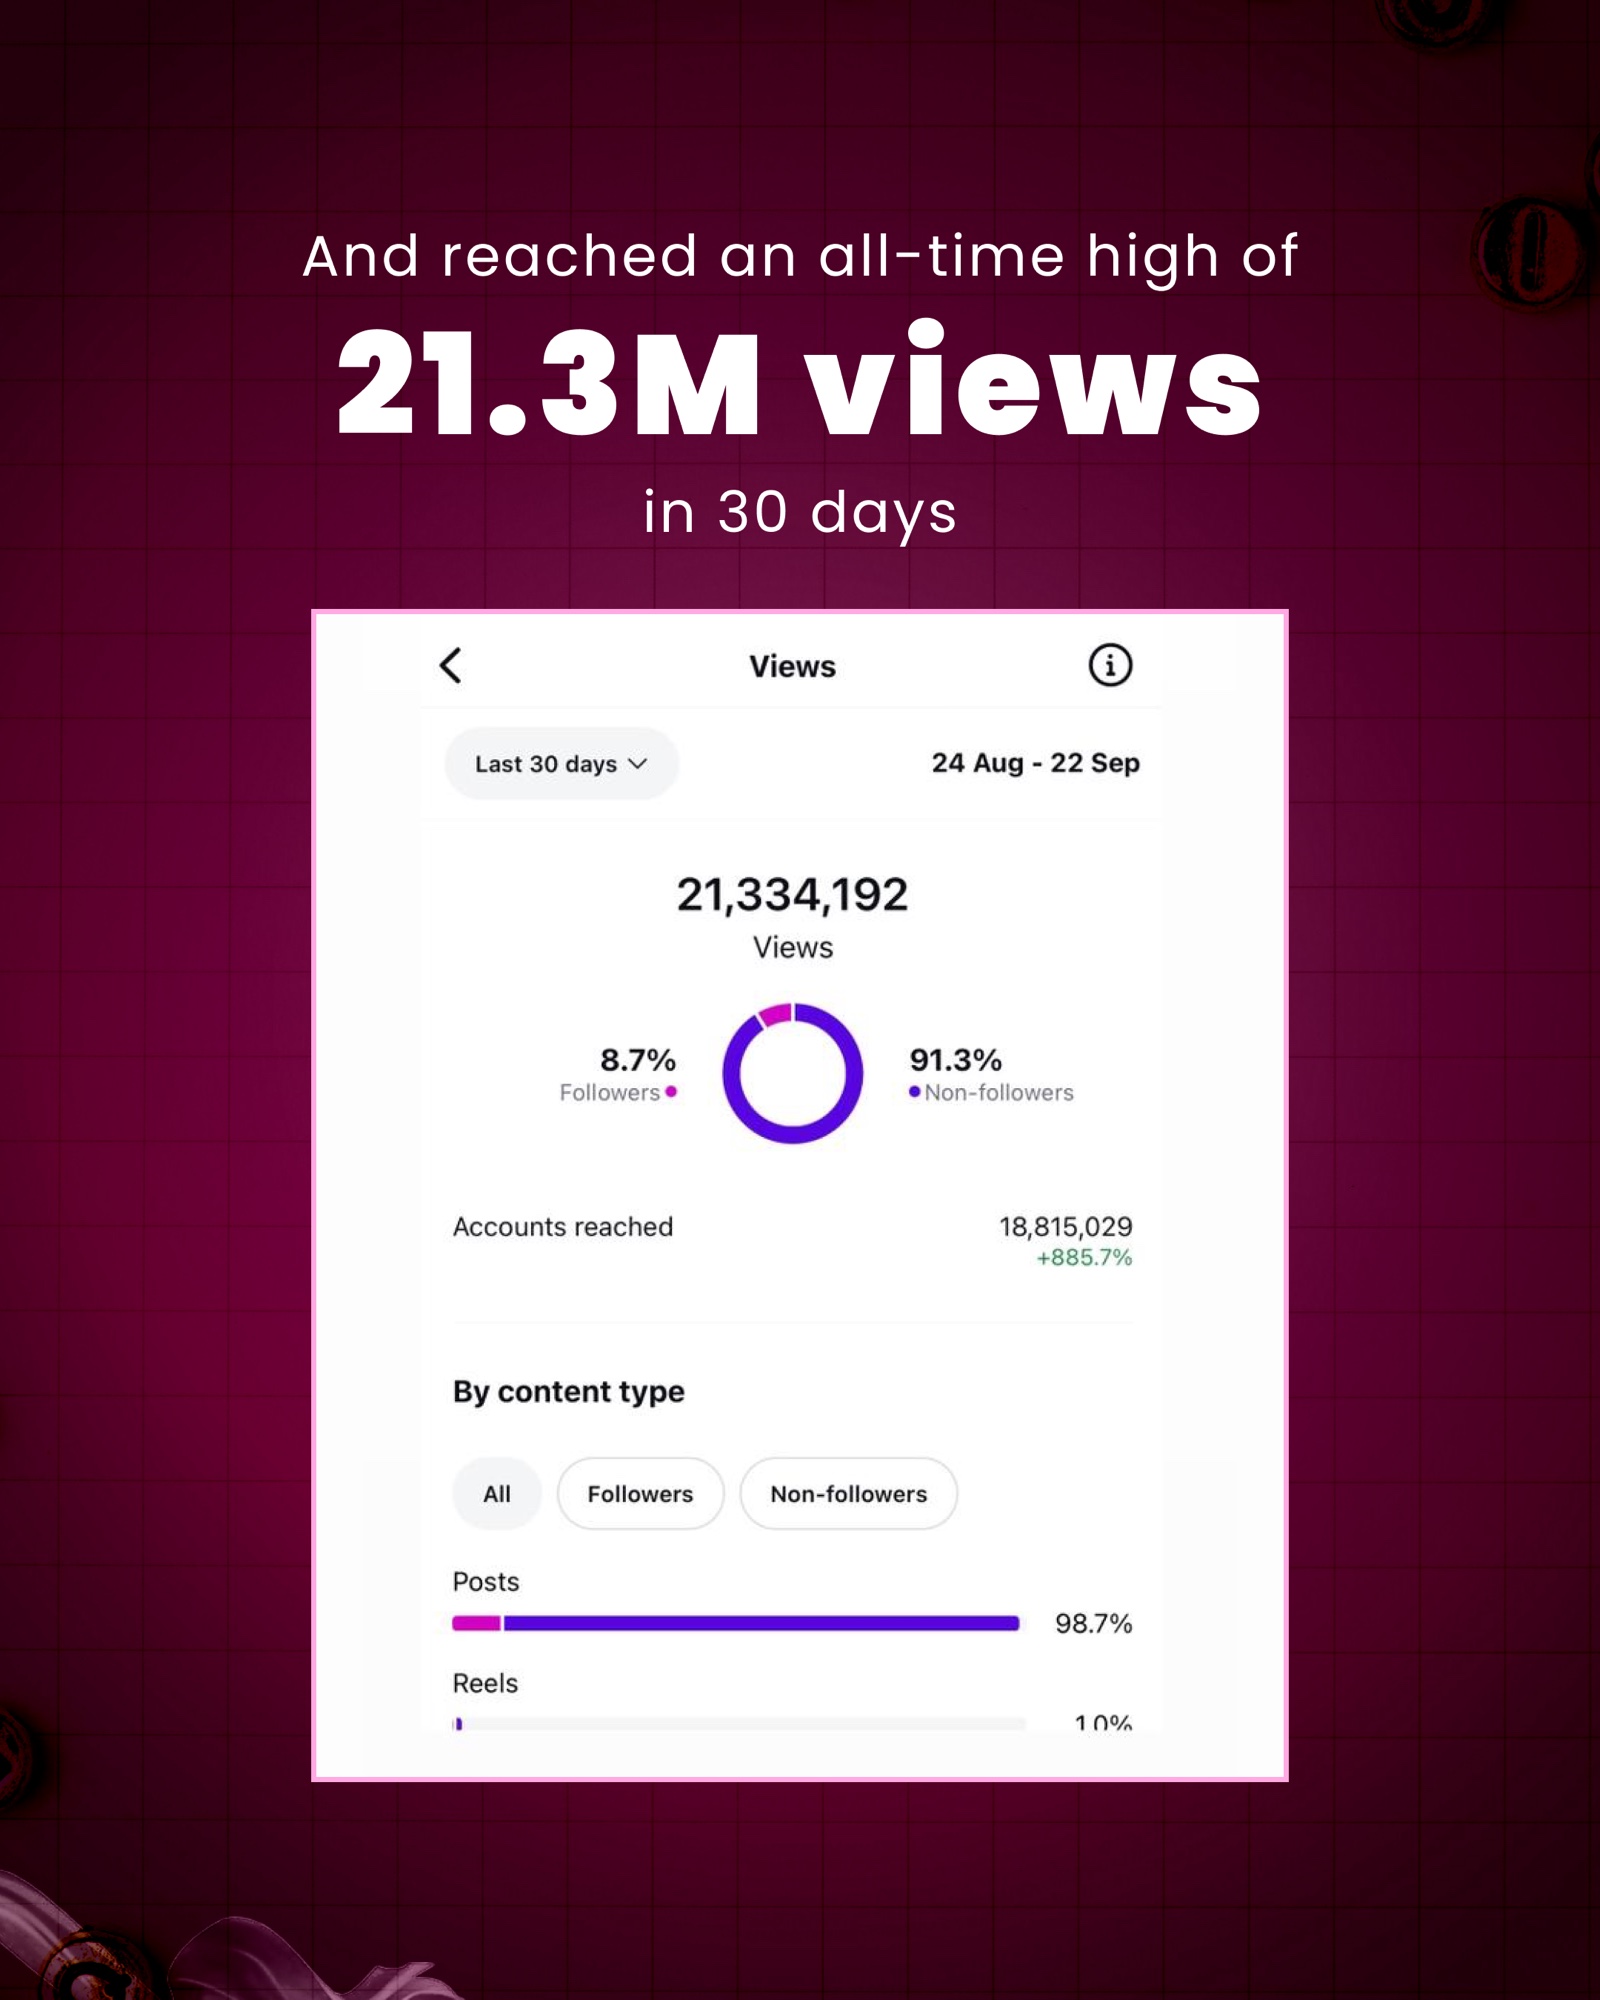 And reached an all-time high of
21.3M views
in 30 days
Views
Last 30 days
24 Aug - 22 Sep
21,334,192
Views
8.7%
Followers
91.3%
Non-followers
Accounts reached
18,815,029
+885.7%
By content type
All
Followers
Non-followers
Posts
98.7%
Reels
1.0%